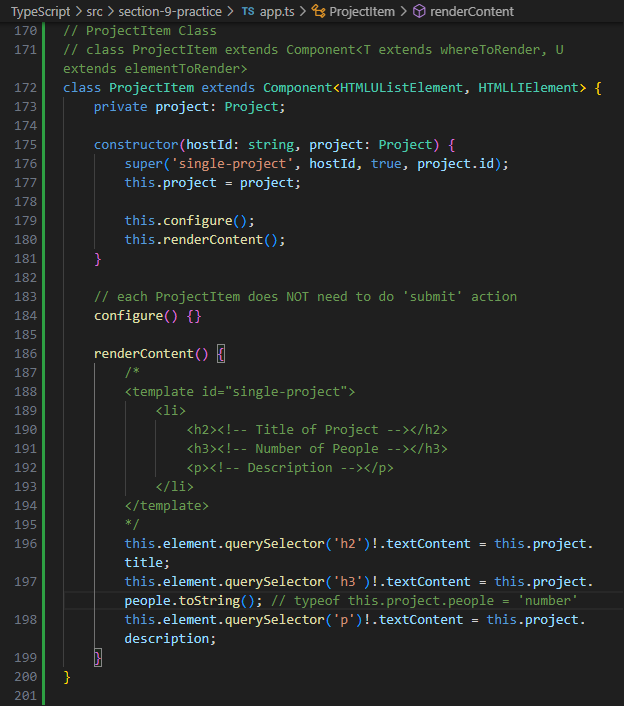 TypeScript > src > section-9-practice > TS app.ts > ProjectItem > renderContent
170 // ProjectItem Class
171 // class ProjectItem extends Component<T extends whereToRender, U
extends elementToRender>
172 class ProjectItem extends Component<HTMLUListElement, HTMLLIElement> {
173     private project: Project;
174
175     constructor(hostId: string, project: Project) {
176         super('single-project', hostId, true, project.id);
177         this.project = project;
178
179         this.configure();
180         this.renderContent();
181     }
182
183     // each ProjectItem does NOT need to do 'submit' action
184     configure() {}
185
186     renderContent() {
187         /*
188         <template id="single-project">
189             <li>
190                 <h2><!-- Title of Project --></h2>
191                 <h3><!-- Number of People --></h3>
192                 <p><!-- Description --></p>
193             </li>
194         </template>
195         */
196         this.element.querySelector('h2')!.textContent = this.project.
title;
197         this.element.querySelector('h3')!.textContent = this.project.
people.toString(); // typeof this.project.people = 'number'
198         this.element.querySelector('p')!.textContent = this.project.
description;
199     }
200 }
201